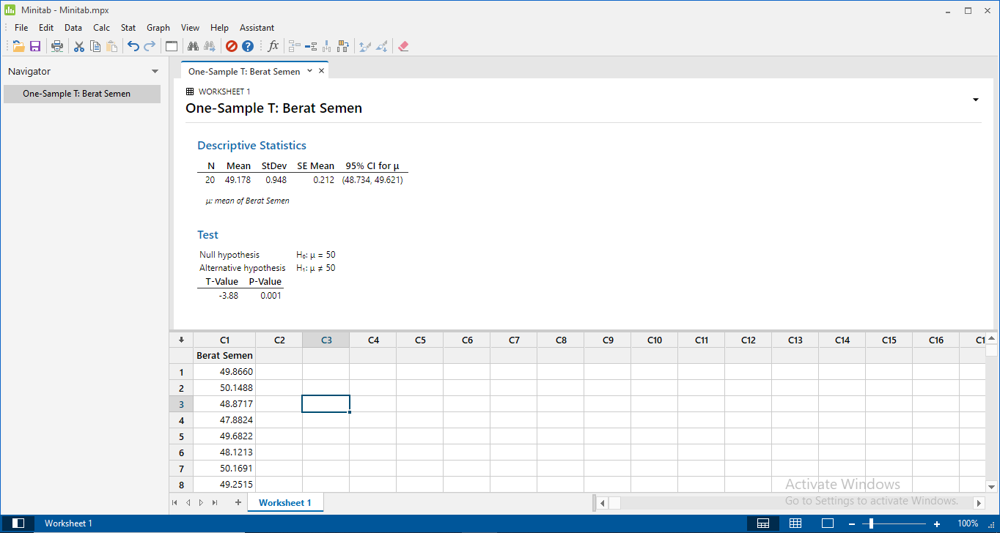 Minitab - Minitab.mpx
File Edit Data Calc Stat Graph View Help Assistant
fx
Navigator
One-Sample T: Berat Semen
One-Sample T: Berat Semen
WORKSHEET 1
One-Sample T: Berat Semen
Descriptive Statistics
N Mean StDev SE Mean 95% CI for μ
20 49.178 0.948 0.212 (48.734, 49.621)
μ: mean of Berat Semen
Test
Null hypothesis H₀: μ = 50
Alternative hypothesis H₁: μ ≠ 50
T-Value P-Value
-3.88 0.001
C1 C2 C3 C4 C5 C6 C7 C8 C9 C10 C11 C12 C13 C14 C15 C16 C1
Berat Semen
1 49.8660
2 50.1488
3 48.8717
4 47.8824
5 49.6822
6 48.1213
7 50.1691
8 49.2515
Activate Windows
Go to Settings to activate Windows.
Worksheet 1
Worksheet 1
100%